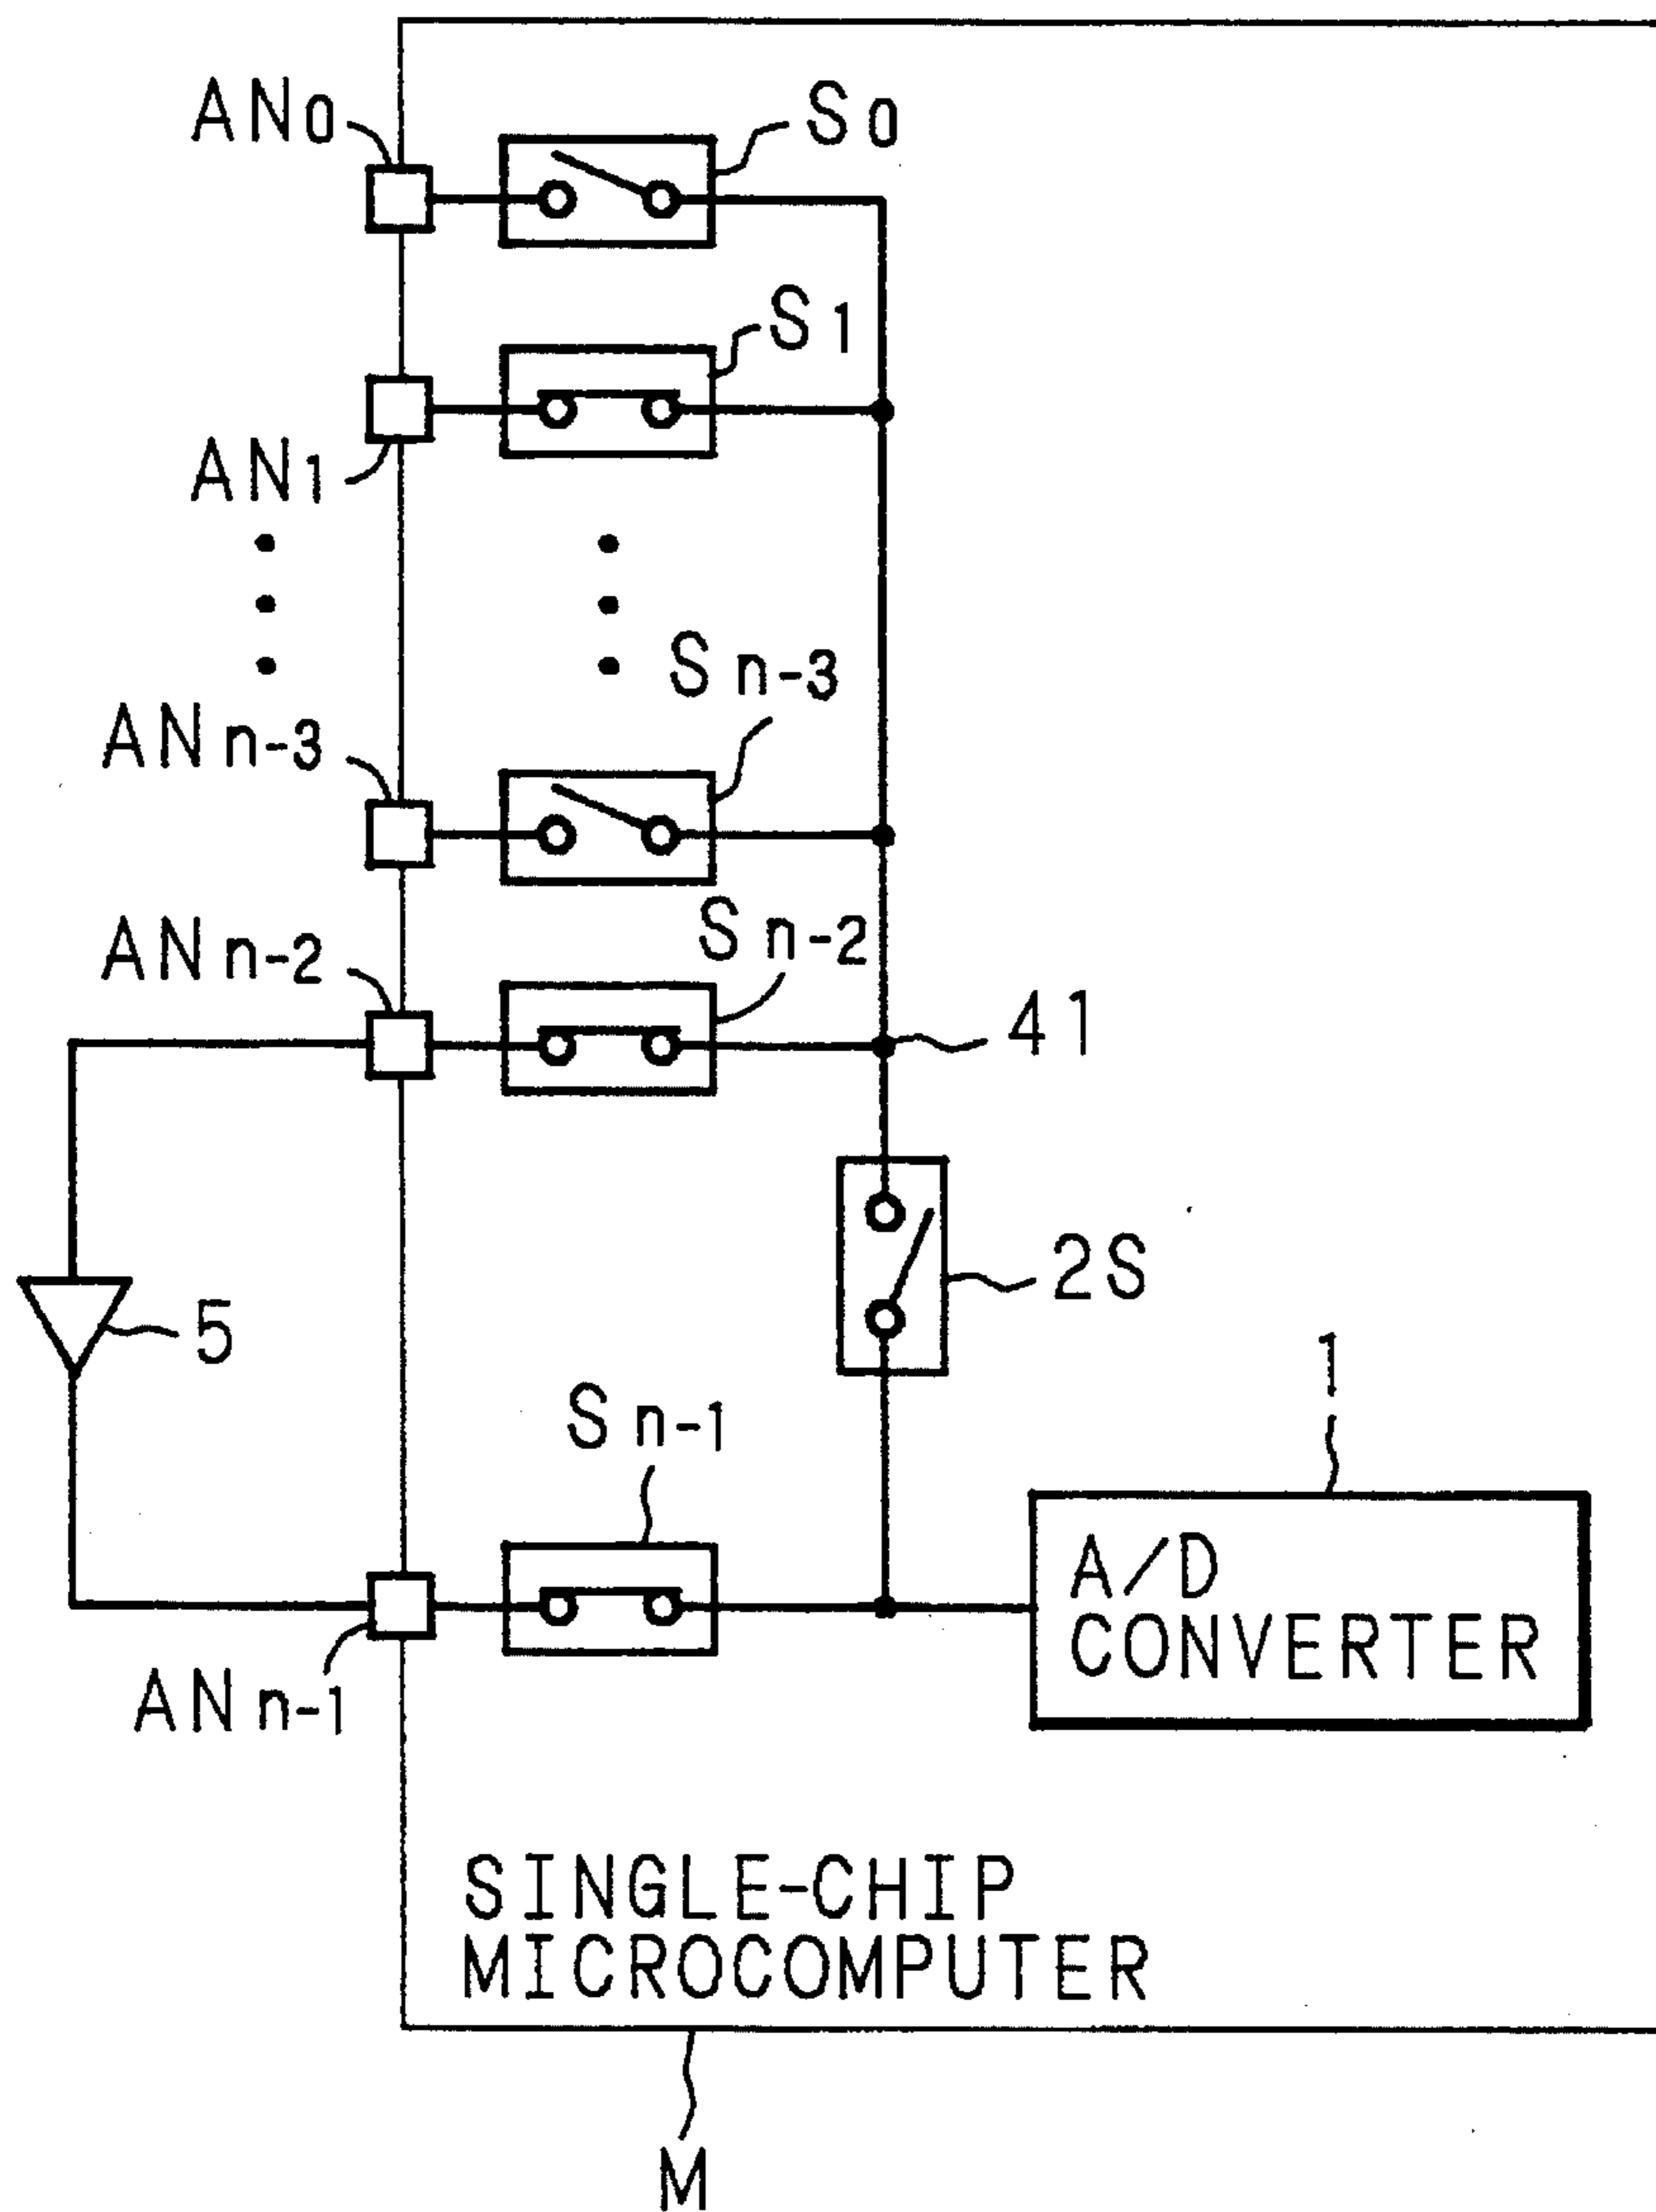 AN0
S0
S1
AN1
Sn-3
ANn-3
Sn-2
ANn-2
41
2S
5
1
Sn-1
A/D
CONVERTER
ANn-1
SINGLE-CHIP
MICROCOMPUTER
M